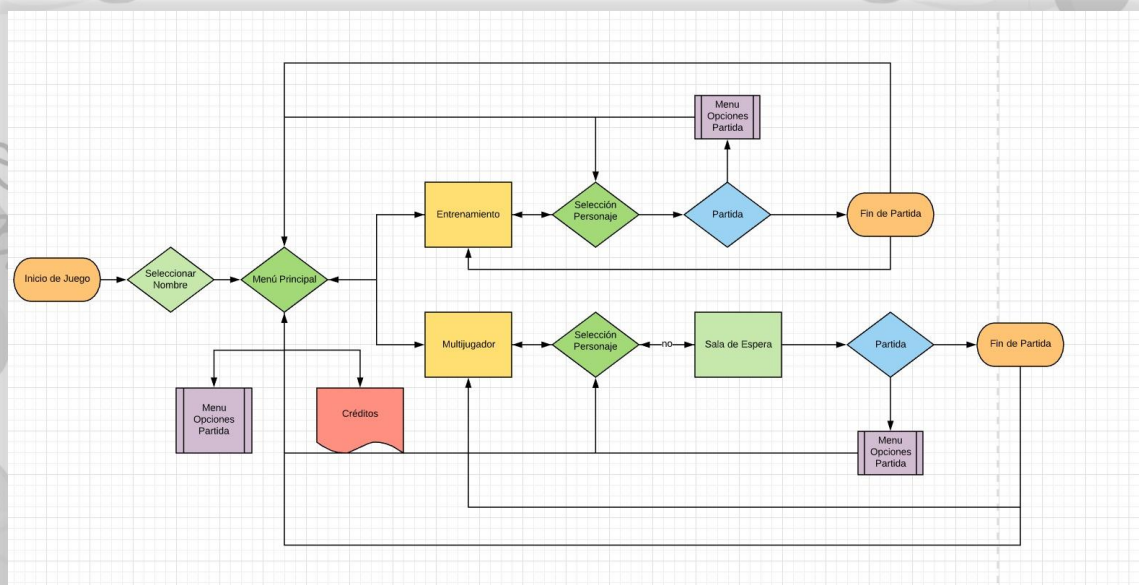 Menu
Opciones
Partida
Entrenamiento
Selección
Personaje
Partida
Fin de Partida
Inicio de Juego
Seleccionar
Nombre
Menú Principal
Multijugador
Selección
Personaje
no
Sala de Espera
Partida
Fin de Partida
Menu
Opciones
Partida
Créditos
Menu
Opciones
Partida